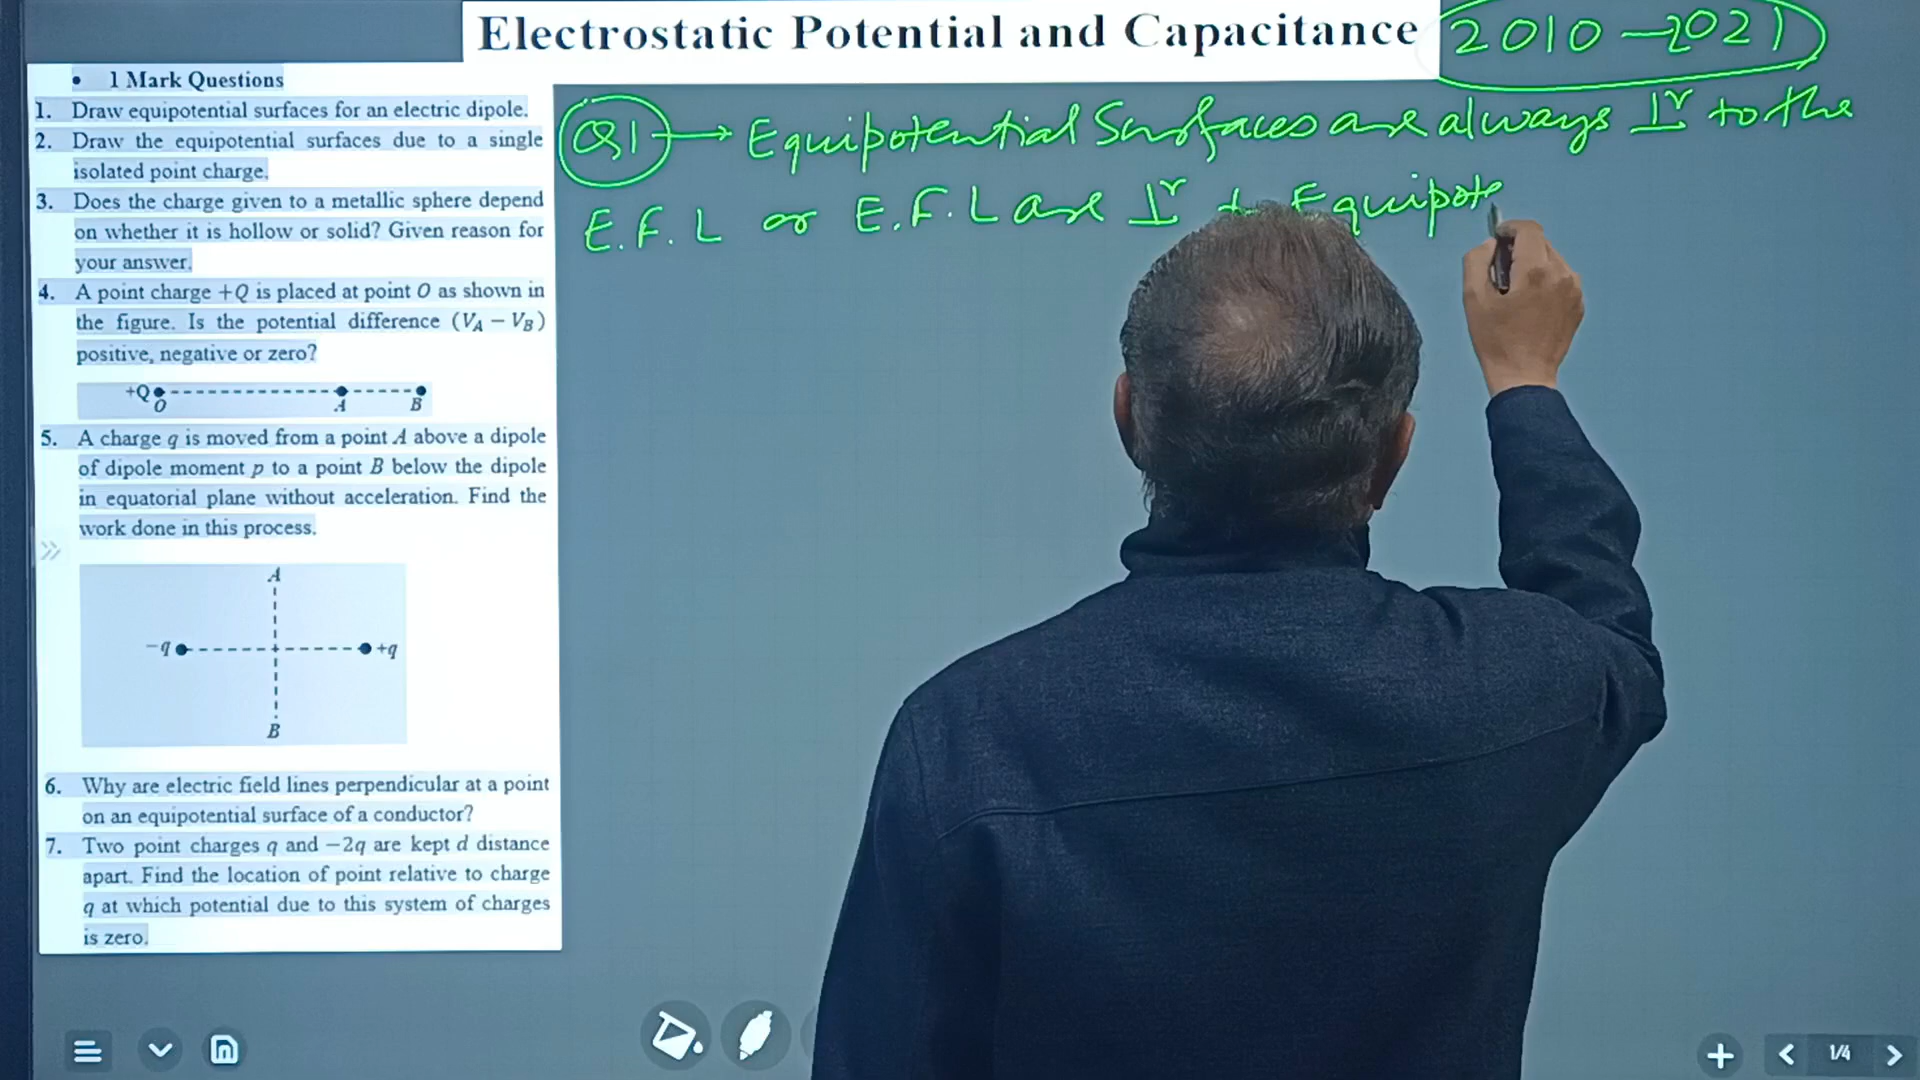 Electrostatic Potential and Capacitance 2010-2021
• 1 Mark Questions
1. Draw equipotential surfaces for an electric dipole.
2. Draw the equipotential surfaces due to a single
isolated point charge.
3. Does the charge given to a metallic sphere depend
on whether it is hollow or solid? Given reason for
your answer.
4. A point charge +Q is placed at point O as shown in
the figure. Is the potential difference (V_A − V_B)
positive, negative or zero?
+Q O A B
5. A charge q is moved from a point A above a dipole
of dipole moment p to a point B below the dipole
in equatorial plane without acceleration. Find the
work done in this process.
A
−q +q
B
6. Why are electric field lines perpendicular at a point
on an equipotential surface of a conductor?
7. Two point charges q and −2q are kept d distance
apart. Find the location of point relative to charge
q at which potential due to this system of charges
is zero.
Q1 → Equipotential Surfaces are always ⊥r to the
E.F.L or E.F.L are ⊥r Equipote
1/4